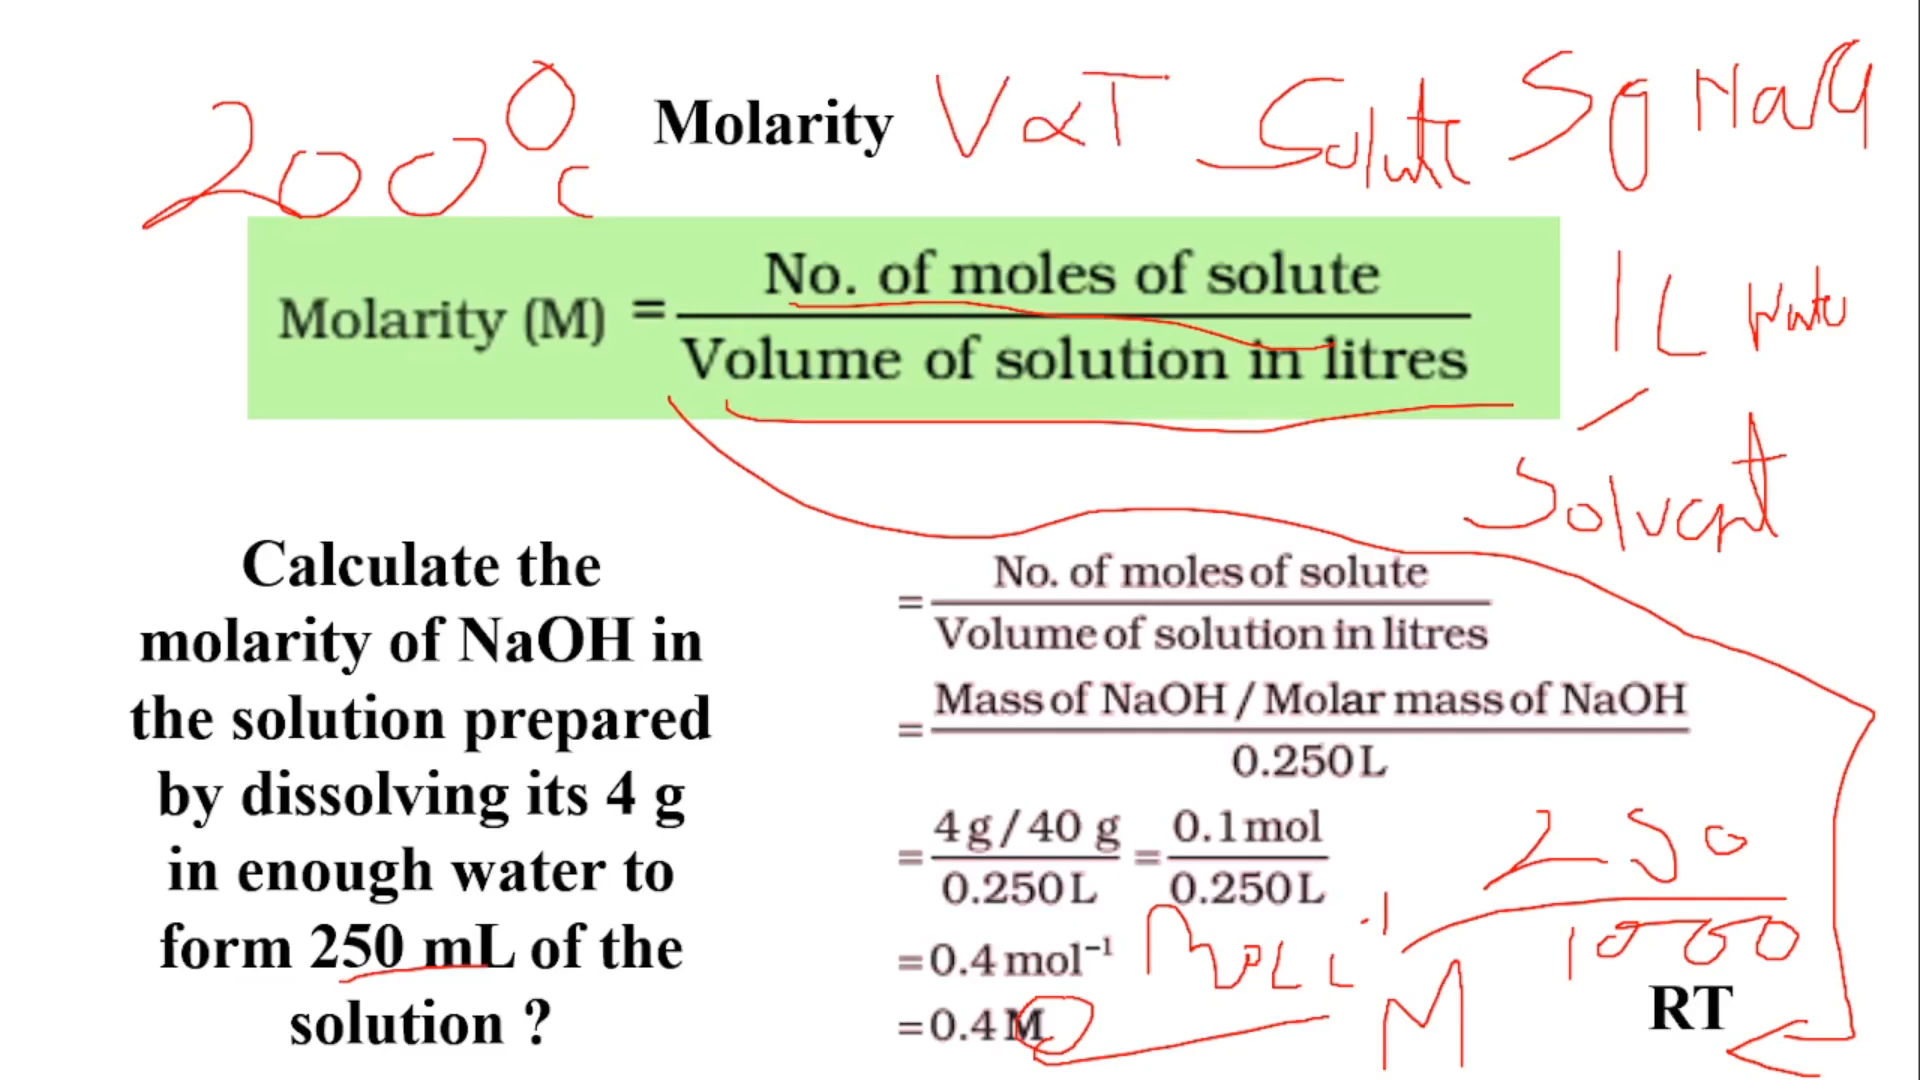 200°C Molarity V∝T Solute 5g NaCl
Molarity (M) = No. of moles of solute / Volume of solution in litres
1L Water
Solvent
Calculate the
molarity of NaOH in
the solution prepared
by dissolving its 4 g
in enough water to
form 250 mL of the
solution ?
= No. of moles of solute / Volume of solution in litres
= Mass of NaOH / Molar mass of NaOH / 0.250 L
= 4 g / 40 g / 0.250 L = 0.1 mol / 0.250 L
= 0.4 mol⁻¹
= 0.4 M
mol L⁻¹
M
250 / 1000
RT